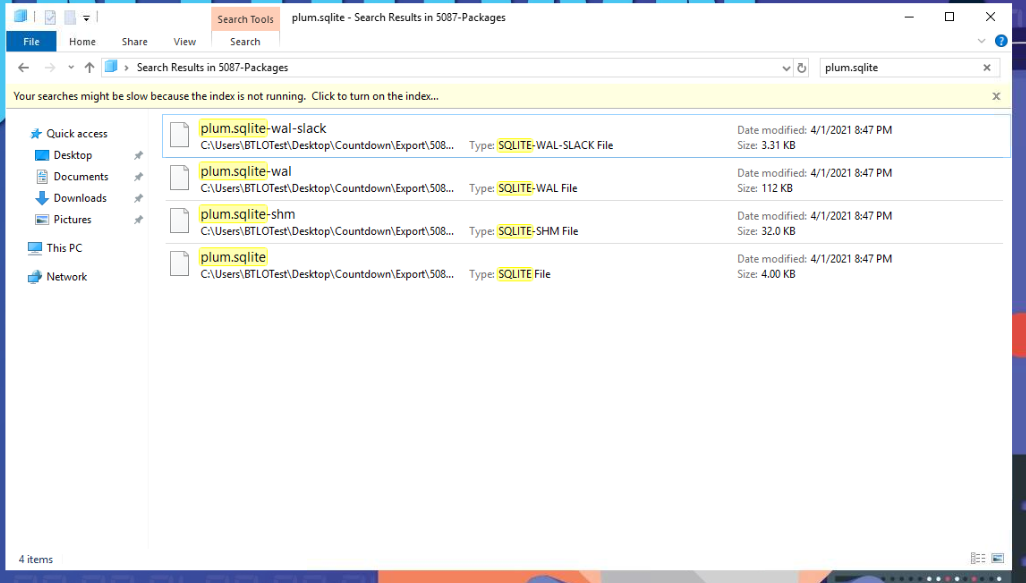 Search Tools
plum.sqlite - Search Results in 5087-Packages
File
Home
Share
View
Search
Search Results in 5087-Packages
plum.sqlite
Your searches might be slow because the index is not running.  Click to turn on the index...
Quick access
Desktop
Documents
Downloads
Pictures
This PC
Network
plum.sqlite-wal-slack
C:\Users\BTLOTest\Desktop\Countdown\Export\508...
Type: SQLITE-WAL-SLACK File
Date modified: 4/1/2021 8:47 PM
Size: 3.31 KB
plum.sqlite-wal
C:\Users\BTLOTest\Desktop\Countdown\Export\508...
Type: SQLITE-WAL File
Date modified: 4/1/2021 8:47 PM
Size: 112 KB
plum.sqlite-shm
C:\Users\BTLOTest\Desktop\Countdown\Export\508...
Type: SQLITE-SHM File
Date modified: 4/1/2021 8:47 PM
Size: 32.0 KB
plum.sqlite
C:\Users\BTLOTest\Desktop\Countdown\Export\508...
Type: SQLITE File
Date modified: 4/1/2021 8:47 PM
Size: 4.00 KB
4 items